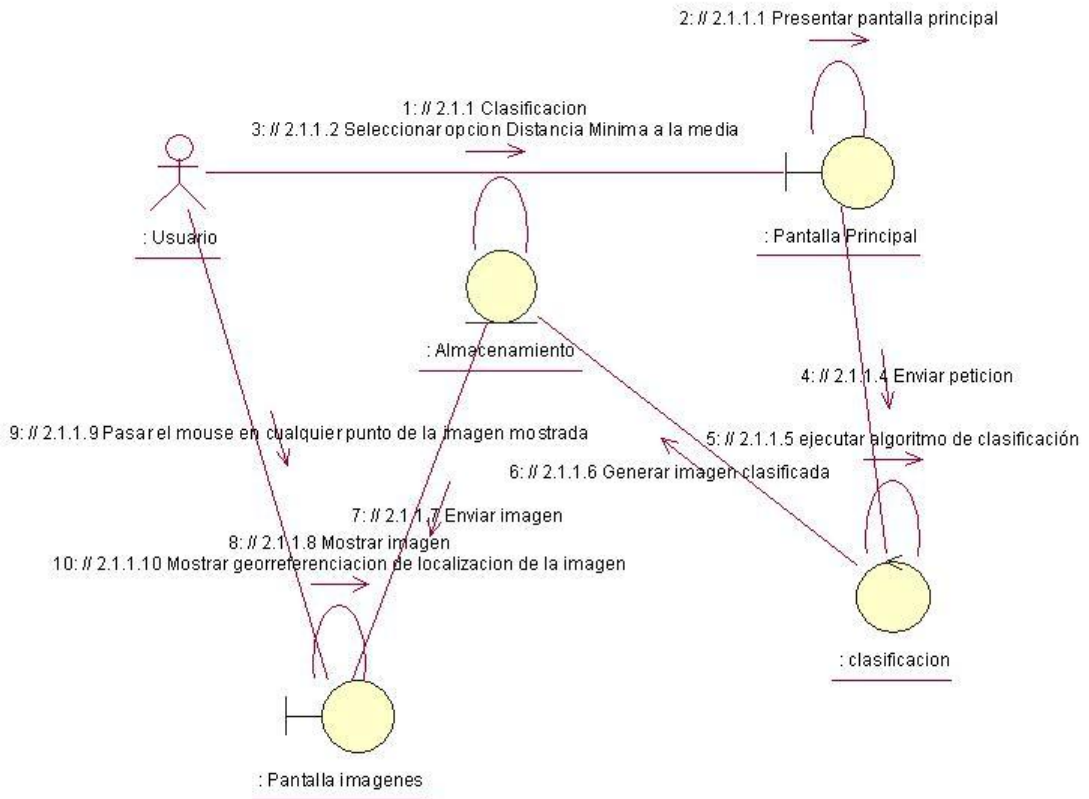 2: // 2.1.1.1 Presentar pantalla principal
1: // 2.1.1 Clasificacion
3: // 2.1.1.2 Seleccionar opcion Distancia Minima a la media
: Usuario
: Pantalla Principal
: Almacenamiento
4: // 2.1.1.4 Enviar peticion
9: // 2.1.1.9 Pasar el mouse en cualquier punto de la imagen mostrada
5: // 2.1.1.5 ejecutar algoritmo de clasificación
6: // 2.1.1.6 Generar imagen clasificada
7: // 2.1.1.7 Enviar imagen
8: // 2.1.1.8 Mostrar imagen
10: // 2.1.1.10 Mostrar georreferenciacion de localizacion de la imagen
: clasificacion
: Pantalla imagenes